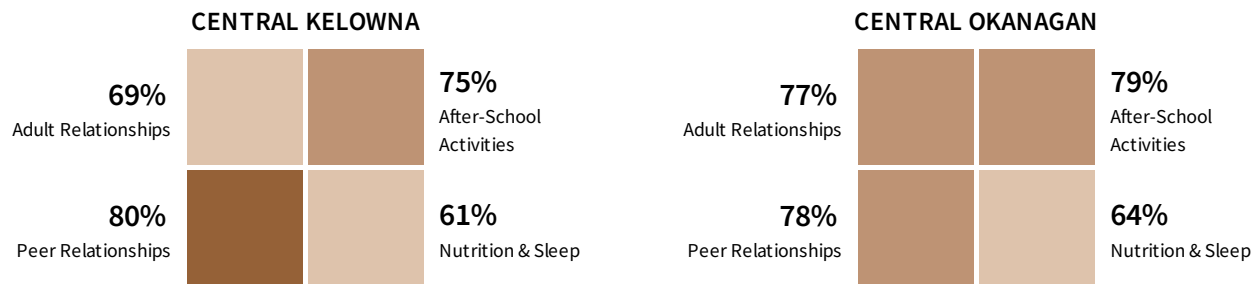 CENTRAL KELOWNA
69%
Adult Relationships
75%
After-School
Activities
80%
Peer Relationships
61%
Nutrition & Sleep
CENTRAL OKANAGAN
77%
Adult Relationships
79%
After-School
Activities
78%
Peer Relationships
64%
Nutrition & Sleep